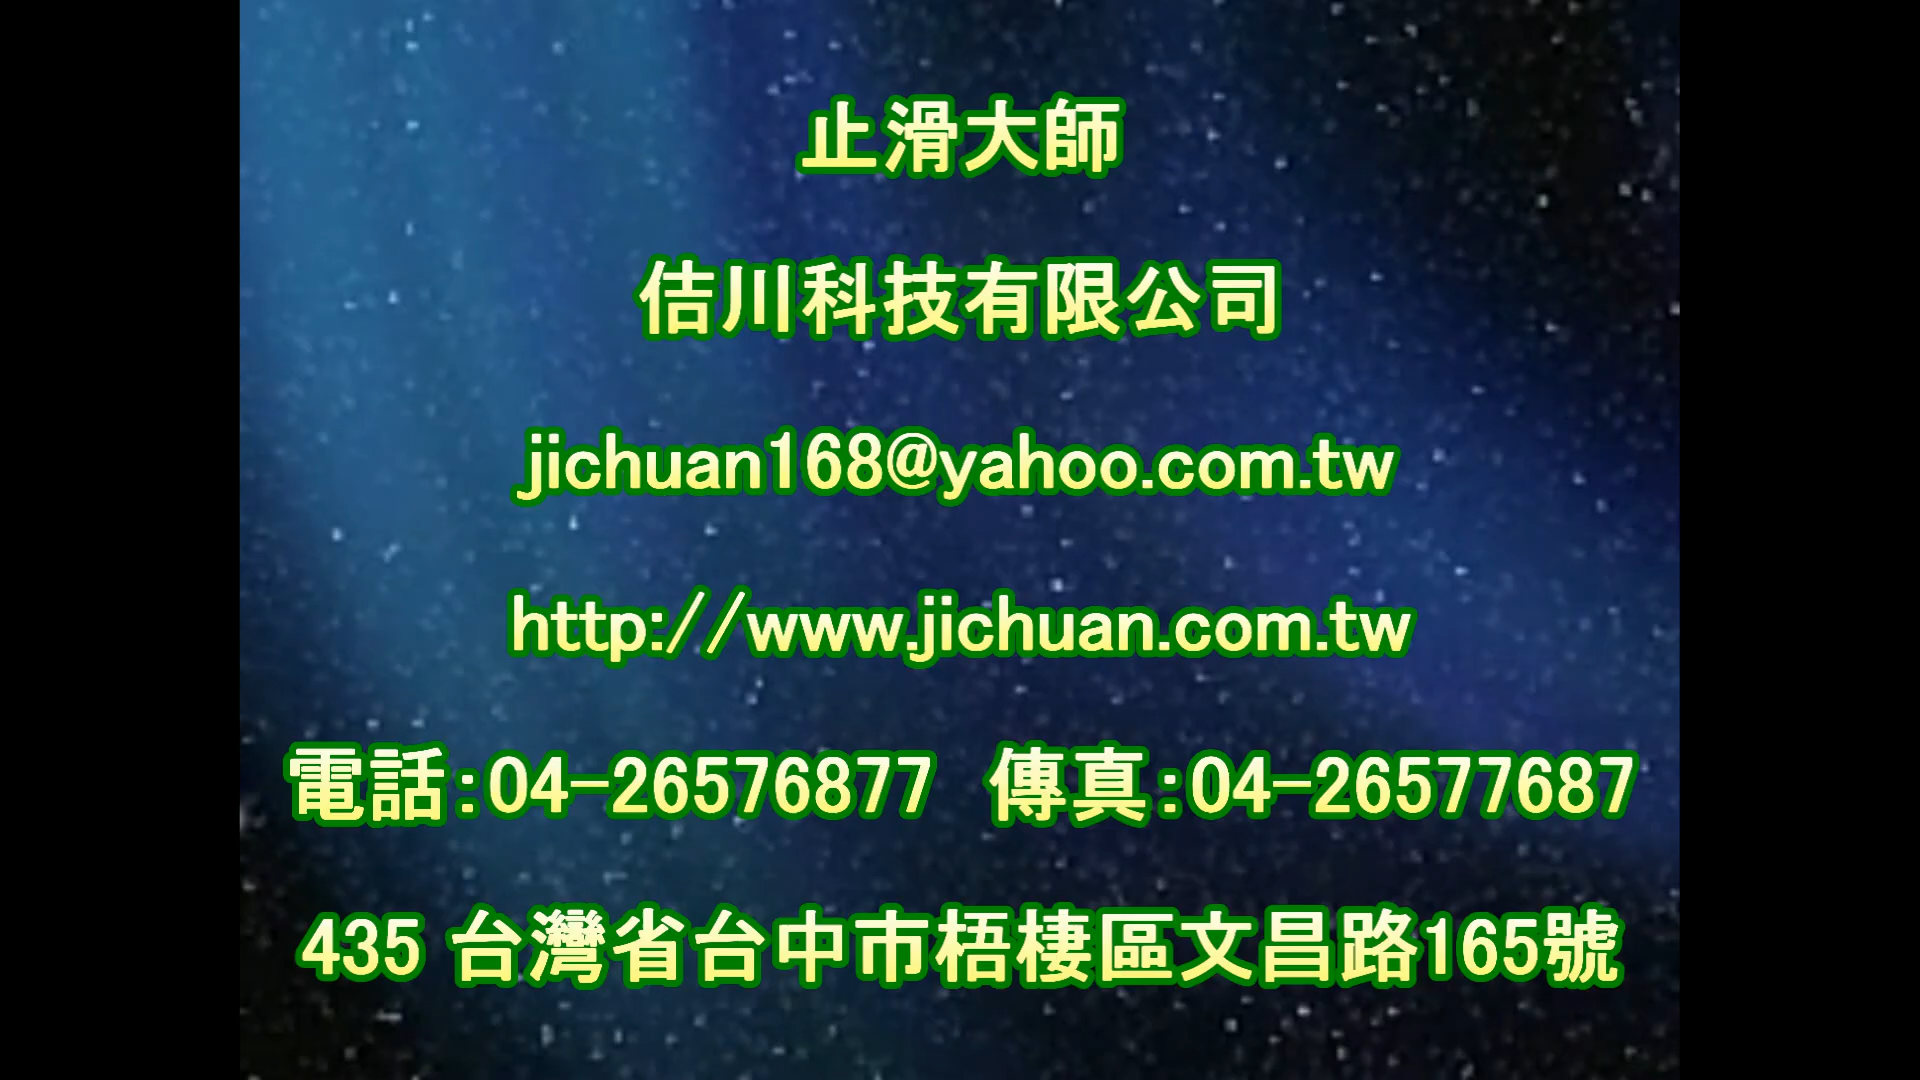 止滑大師
佶川科技有限公司
jichuan168@yahoo.com.tw
http://www.jichuan.com.tw
電話:04-26576877 傳真:04-26577687
435 台灣省台中市梧棲區文昌路165號